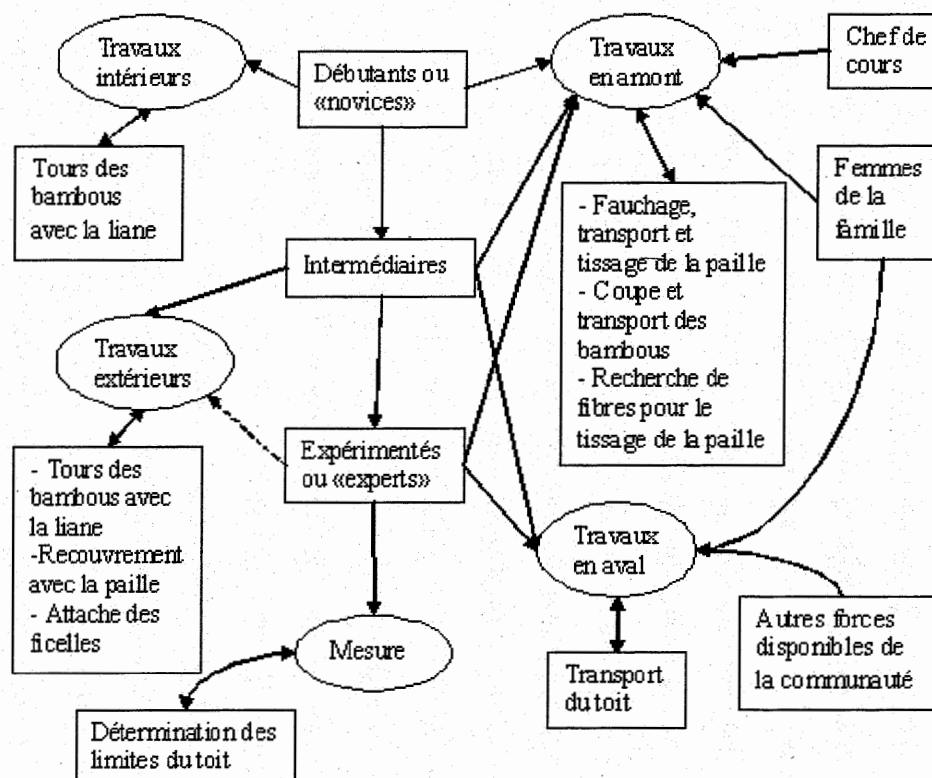 Travaux
intérieurs
Débutants ou
«novices»
Travaux
en amont
Chef de
cours
Tours des
bambous
avec la liane
Femmes
de la
famille
- Fauchage,
transport et
tissage de la paille
- Coupe et
transport des
bambous
- Recherche de
fibres pour le
tissage de la paille
Intermédiaires
Travaux
extérieurs
Expérimentés
ou «experts»
- Tours des
bambous avec
la liane
-Recouvrement
avec la paille
- Attache des
ficelles
Travaux
en aval
Mesure
Transport
du toit
Autres forces
disponibles de
la communauté
Détermination des
limites du toit